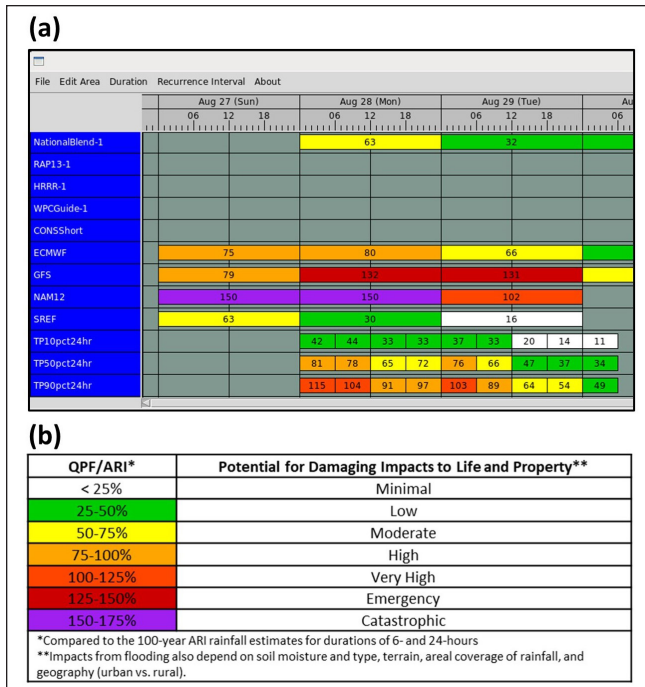 (a)
File Edit Area Duration Recurrence Interval About
Aug 27 (Sun) Aug 28 (Mon) Aug 29 (Tue) Au
06 12 18 06 12 18 06 12 18 06
NationalBlend-1 63 32
RAP13-1
HRRR-1
WPCGuide-1
CONSShort
ECMWF 75 80 66
GFS 79 132 131
NAM12 150 150 102
SREF 63 30 16
TP10pct24hr 42 44 33 33 37 33 20 14 11
TP50pct24hr 81 78 65 72 76 66 47 37 34
TP90pct24hr 115 104 91 97 103 89 64 54 49
(b)
QPF/ARI* Potential for Damaging Impacts to Life and Property**
< 25% Minimal
25-50% Low
50-75% Moderate
75-100% High
100-125% Very High
125-150% Emergency
150-175% Catastrophic
*Compared to the 100-year ARI rainfall estimates for durations of 6- and 24-hours
**Impacts from flooding also depend on soil moisture and type, terrain, areal coverage of rainfall, and
geography (urban vs. rural).